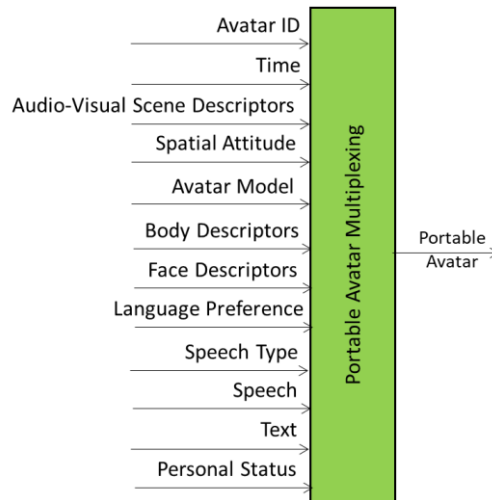 Avatar ID
Time
Audio-Visual Scene Descriptors
Spatial Attitude
Avatar Model
Body Descriptors
Face Descriptors
Language Preference
Speech Type
Speech
Text
Personal Status
Portable Avatar Multiplexing
Portable
Avatar